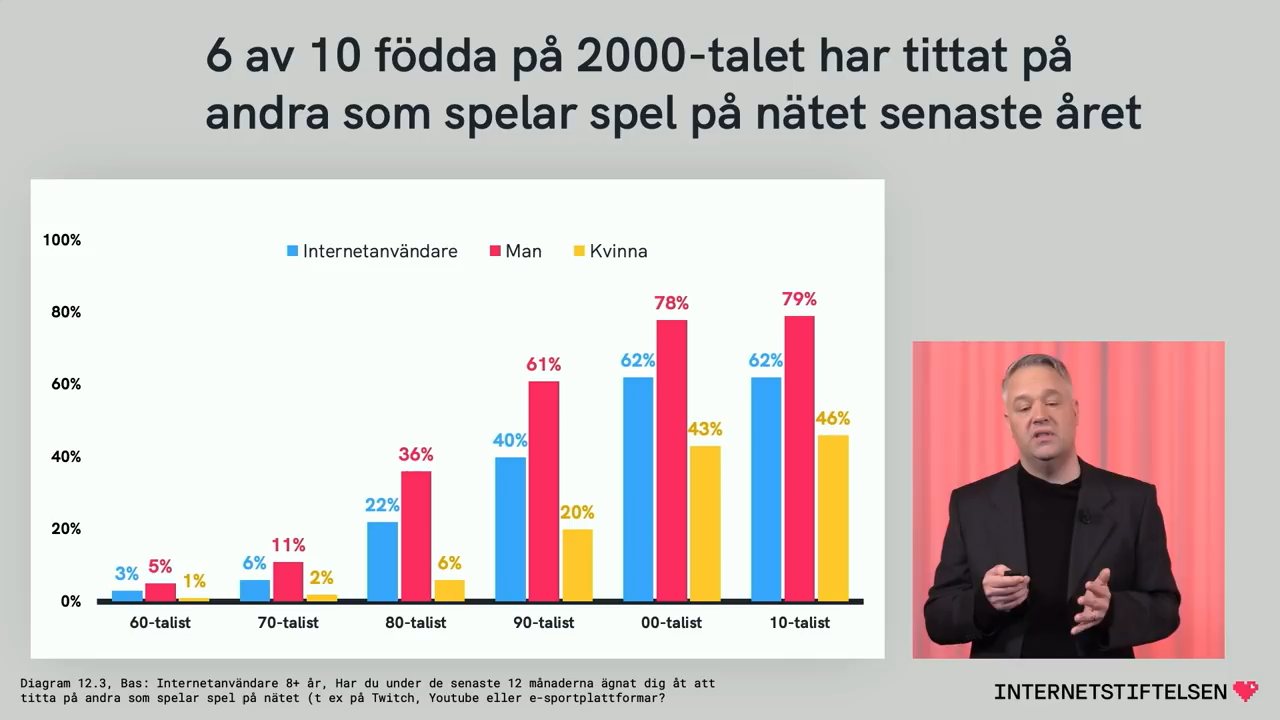 6 av 10 födda på 2000-talet har tittat på
andra som spelar spel på nätet senaste året
Internetanvändare Man Kvinna
100%
80%
60%
40%
20%
0%
3% 5% 1%
6% 11% 2%
22% 36% 6%
40% 61% 20%
62% 78% 43%
62% 79% 46%
60-talist 70-talist 80-talist 90-talist 00-talist 10-talist
Diagram 12.3, Bas: Internetanvändare 8+ år, Har du under de senaste 12 månaderna ägnat dig åt att
titta på andra som spelar spel på nätet (t ex på Twitch, Youtube eller e-sportplattformar?
INTERNETSTIFTELSEN